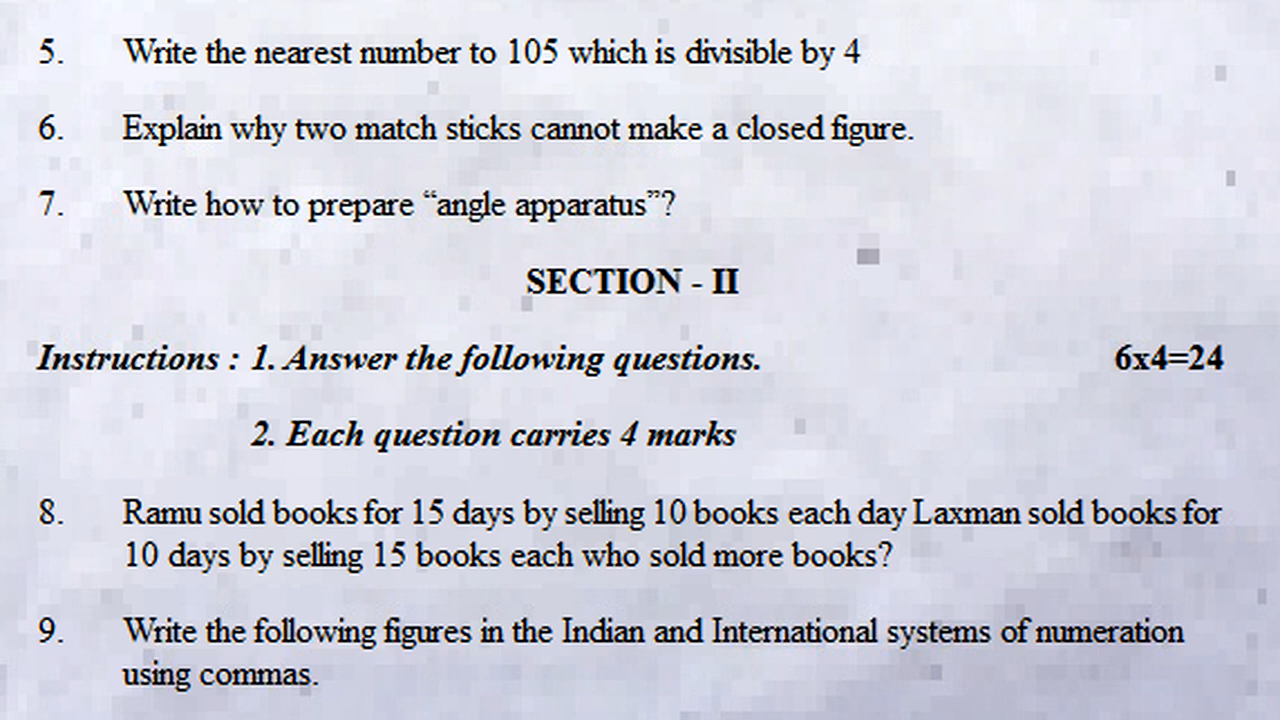 5. Write the nearest number to 105 which is divisible by 4
6. Explain why two match sticks cannot make a closed figure.
7. Write how to prepare “angle apparatus”?
SECTION - II
Instructions : 1. Answer the following questions. 6x4=24
2. Each question carries 4 marks
8. Ramu sold books for 15 days by selling 10 books each day Laxman sold books for
10 days by selling 15 books each who sold more books?
9. Write the following figures in the Indian and International systems of numeration
using commas.